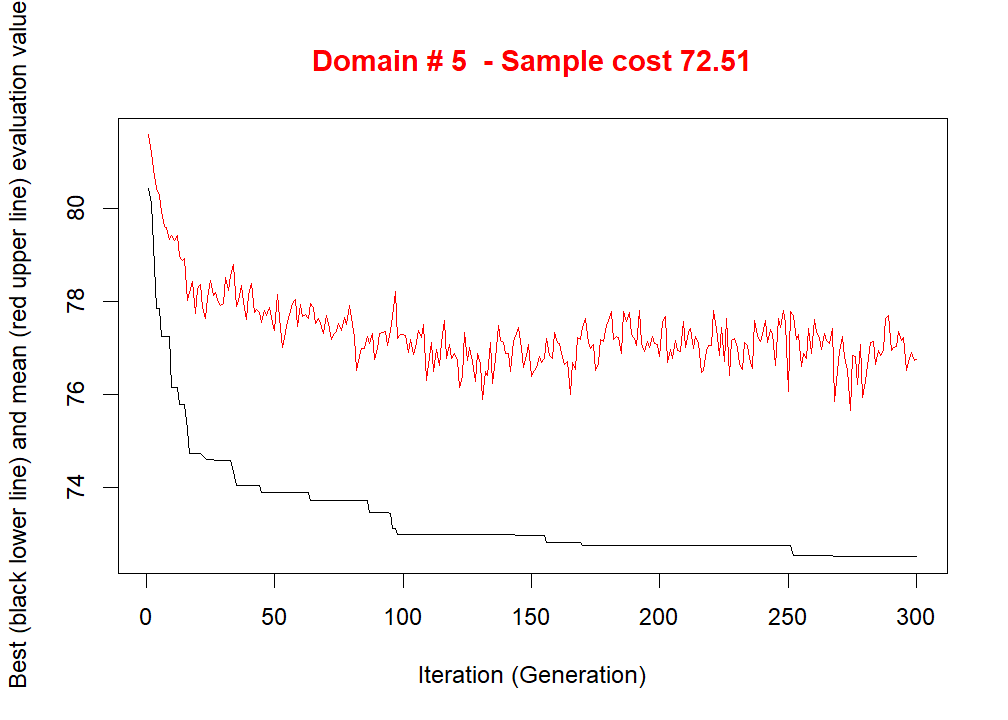 Domain # 5  - Sample cost 72.51
Best (black lower line) and mean (red upper line) evaluation value
80
78
76
74
0 50 100 150 200 250 300
Iteration (Generation)